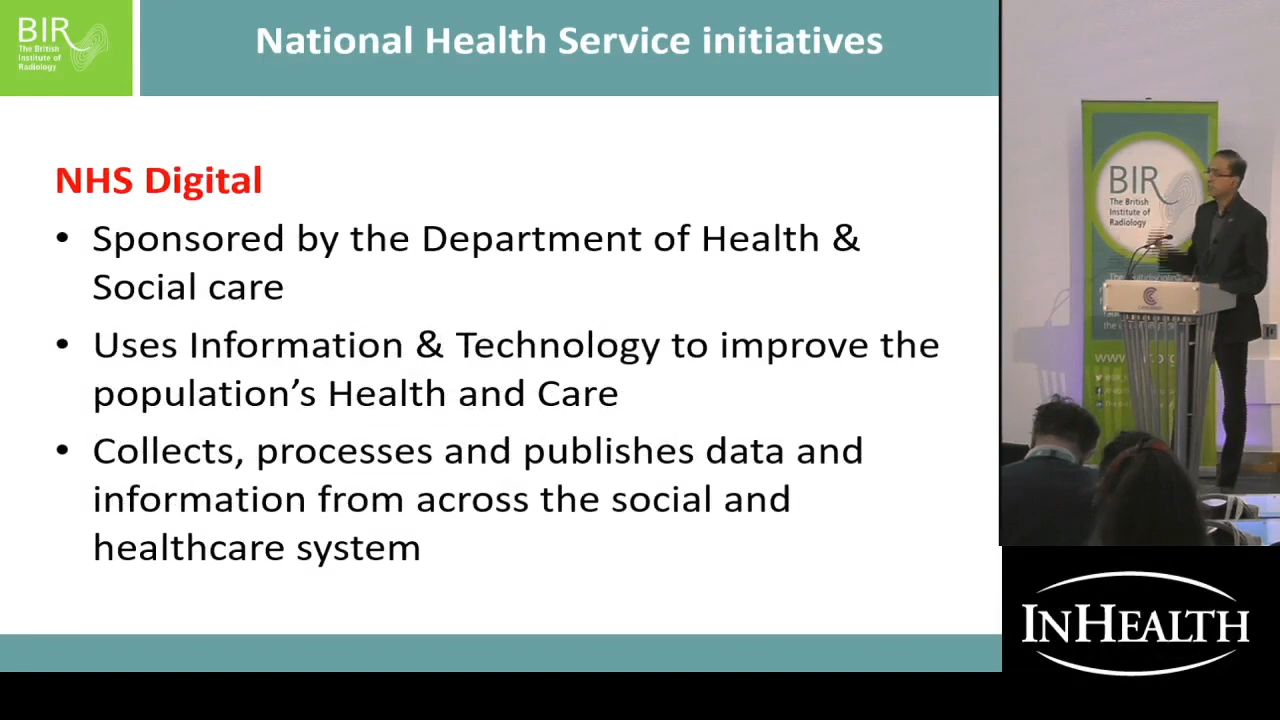 BIR
The British
Institute of
Radiology
National Health Service initiatives
NHS Digital
• Sponsored by the Department of Health &
Social care
• Uses Information & Technology to improve the
population’s Health and Care
• Collects, processes and publishes data and
information from across the social and
healthcare system
BIR
The British
Institute of
Radiology
INHEALTH